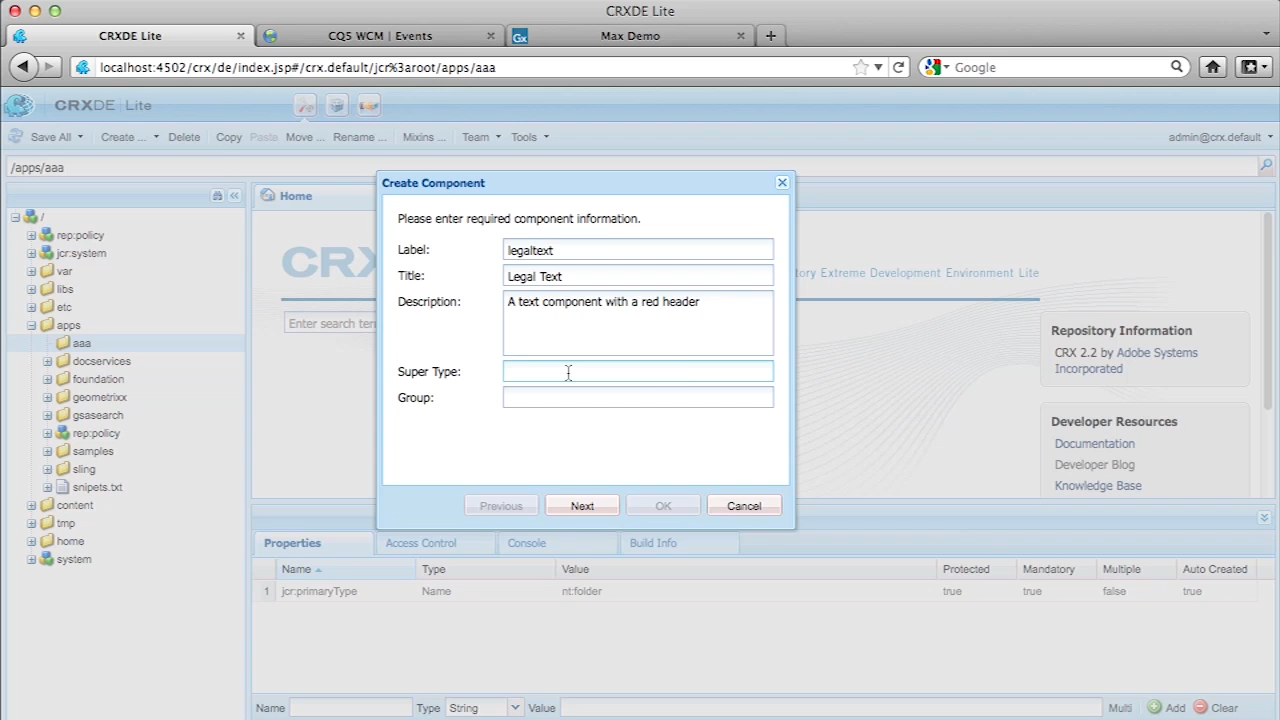 CRXDE Lite
CRXDE Lite
CQ5 WCM | Events
Gx
Max Demo
localhost:4502/crx/de/index.jsp#/crx.default/jcr%3aroot/apps/aaa
Google
CRXDE | Lite
Save All
Create ...
Delete
Copy
Paste
Move ...
Rename ...
Mixins ...
Team
Tools
admin@crx.default
/apps/aaa
/
rep:policy
jcr:system
var
libs
etc
apps
aaa
docservices
foundation
geometrixx
gsasearch
rep:policy
samples
sling
snipets.txt
content
tmp
home
system
Home
CRX
ory Extreme Development Environment Lite
Enter search ter
Repository Information
CRX 2.2 by Adobe Systems
Incorporated
Developer Resources
Documentation
Developer Blog
Knowledge Base
Create Component
Please enter required component information.
Label: legaltext
Title: Legal Text
Description: A text component with a red header
Super Type:
Group:
Previous
Next
OK
Cancel
Properties
Access Control
Console
Build Info
Name Type Value Protected Mandatory Multiple Auto Created
1 jcr:primaryType Name nt:folder true true false true
Name Type String Value Multi Add Clear